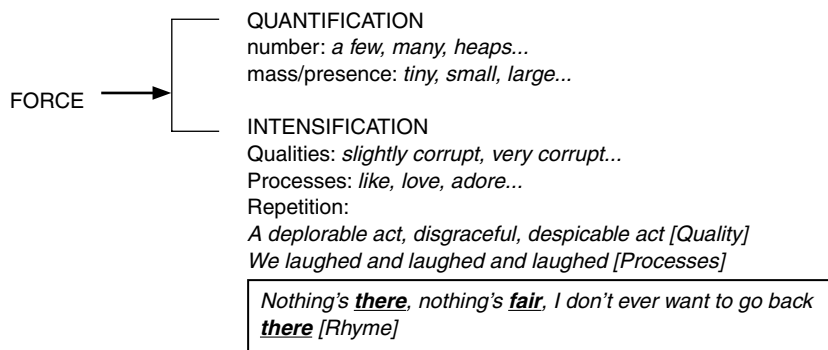 QUANTIFICATION
number: a few, many, heaps...
mass/presence: tiny, small, large...
FORCE
INTENSIFICATION
Qualities: slightly corrupt, very corrupt...
Processes: like, love, adore...
Repetition:
A deplorable act, disgraceful, despicable act [Quality]
We laughed and laughed and laughed [Processes]
Nothing's there, nothing's fair, I don't ever want to go back
there [Rhyme]